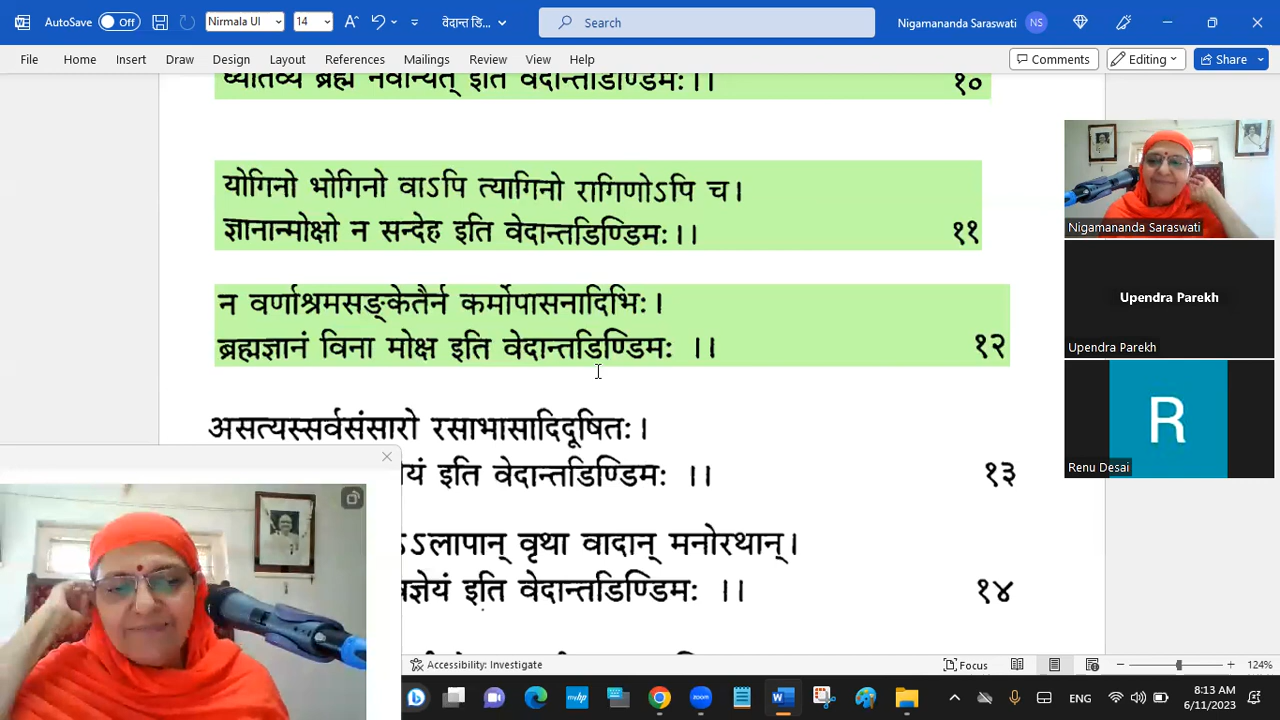 AutoSave Off Nirmala UI 14 वेदान्त डि... Search Nigamananda Saraswati NS
File Home Insert Draw Design Layout References Mailings Review View Help Comments Editing Share
ब्रह्म नैवान्यत् इति वेदान्तडिण्डिमः।। १०
योगिनो भोगिनो वाऽपि त्यागिनो रागिणोऽपि च।
ज्ञानान्मोक्षो न सन्देह इति वेदान्तडिण्डिमः।। ११
न वर्णाश्रमसङ्केतैर्न कर्मोपासनादिभिः।
ब्रह्मज्ञानं विना मोक्ष इति वेदान्तडिण्डिमः ।। १२
असत्यस्सर्वसंसारो रसाभासादिदूषितः।
इति वेदान्तडिण्डिमः ।। १३
ऽऽलापान् वृथा वादान् मनोरथान्।
इति वेदान्तडिण्डिमः ।। १४
Nigamananda Saraswati
Upendra Parekh
Upendra Parekh
R
Renu Desai
Accessibility: Investigate Focus 124%
ENG 8:13 AM
6/11/2023